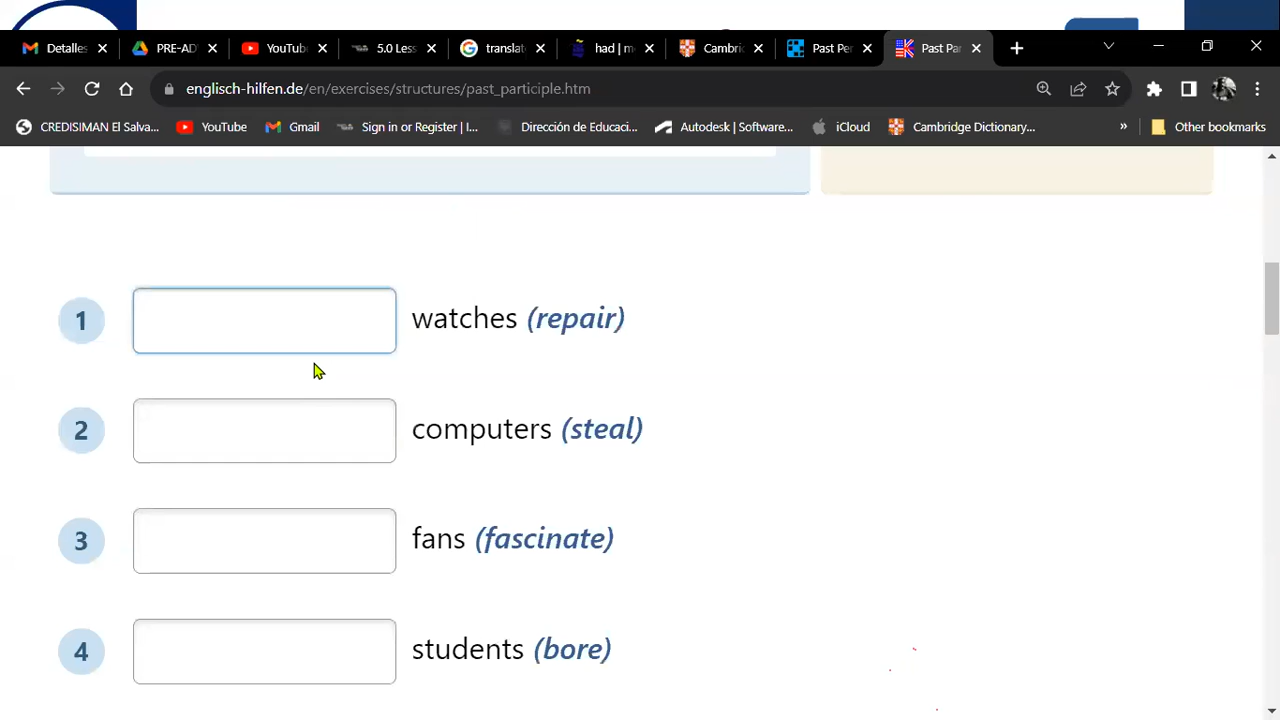 Detalles
PRE-AD
YouTub
5.0 Less
translat
had | m
Cambri
Past Per
Past Par
englisch-hilfen.de/en/exercises/structures/past_participle.htm
CREDISIMAN El Salva...
YouTube
Gmail
Sign in or Register | I...
Dirección de Educaci...
Autodesk | Software...
iCloud
Cambridge Dictionary...
»
Other bookmarks
1 watches (repair)
2 computers (steal)
3 fans (fascinate)
4 students (bore)